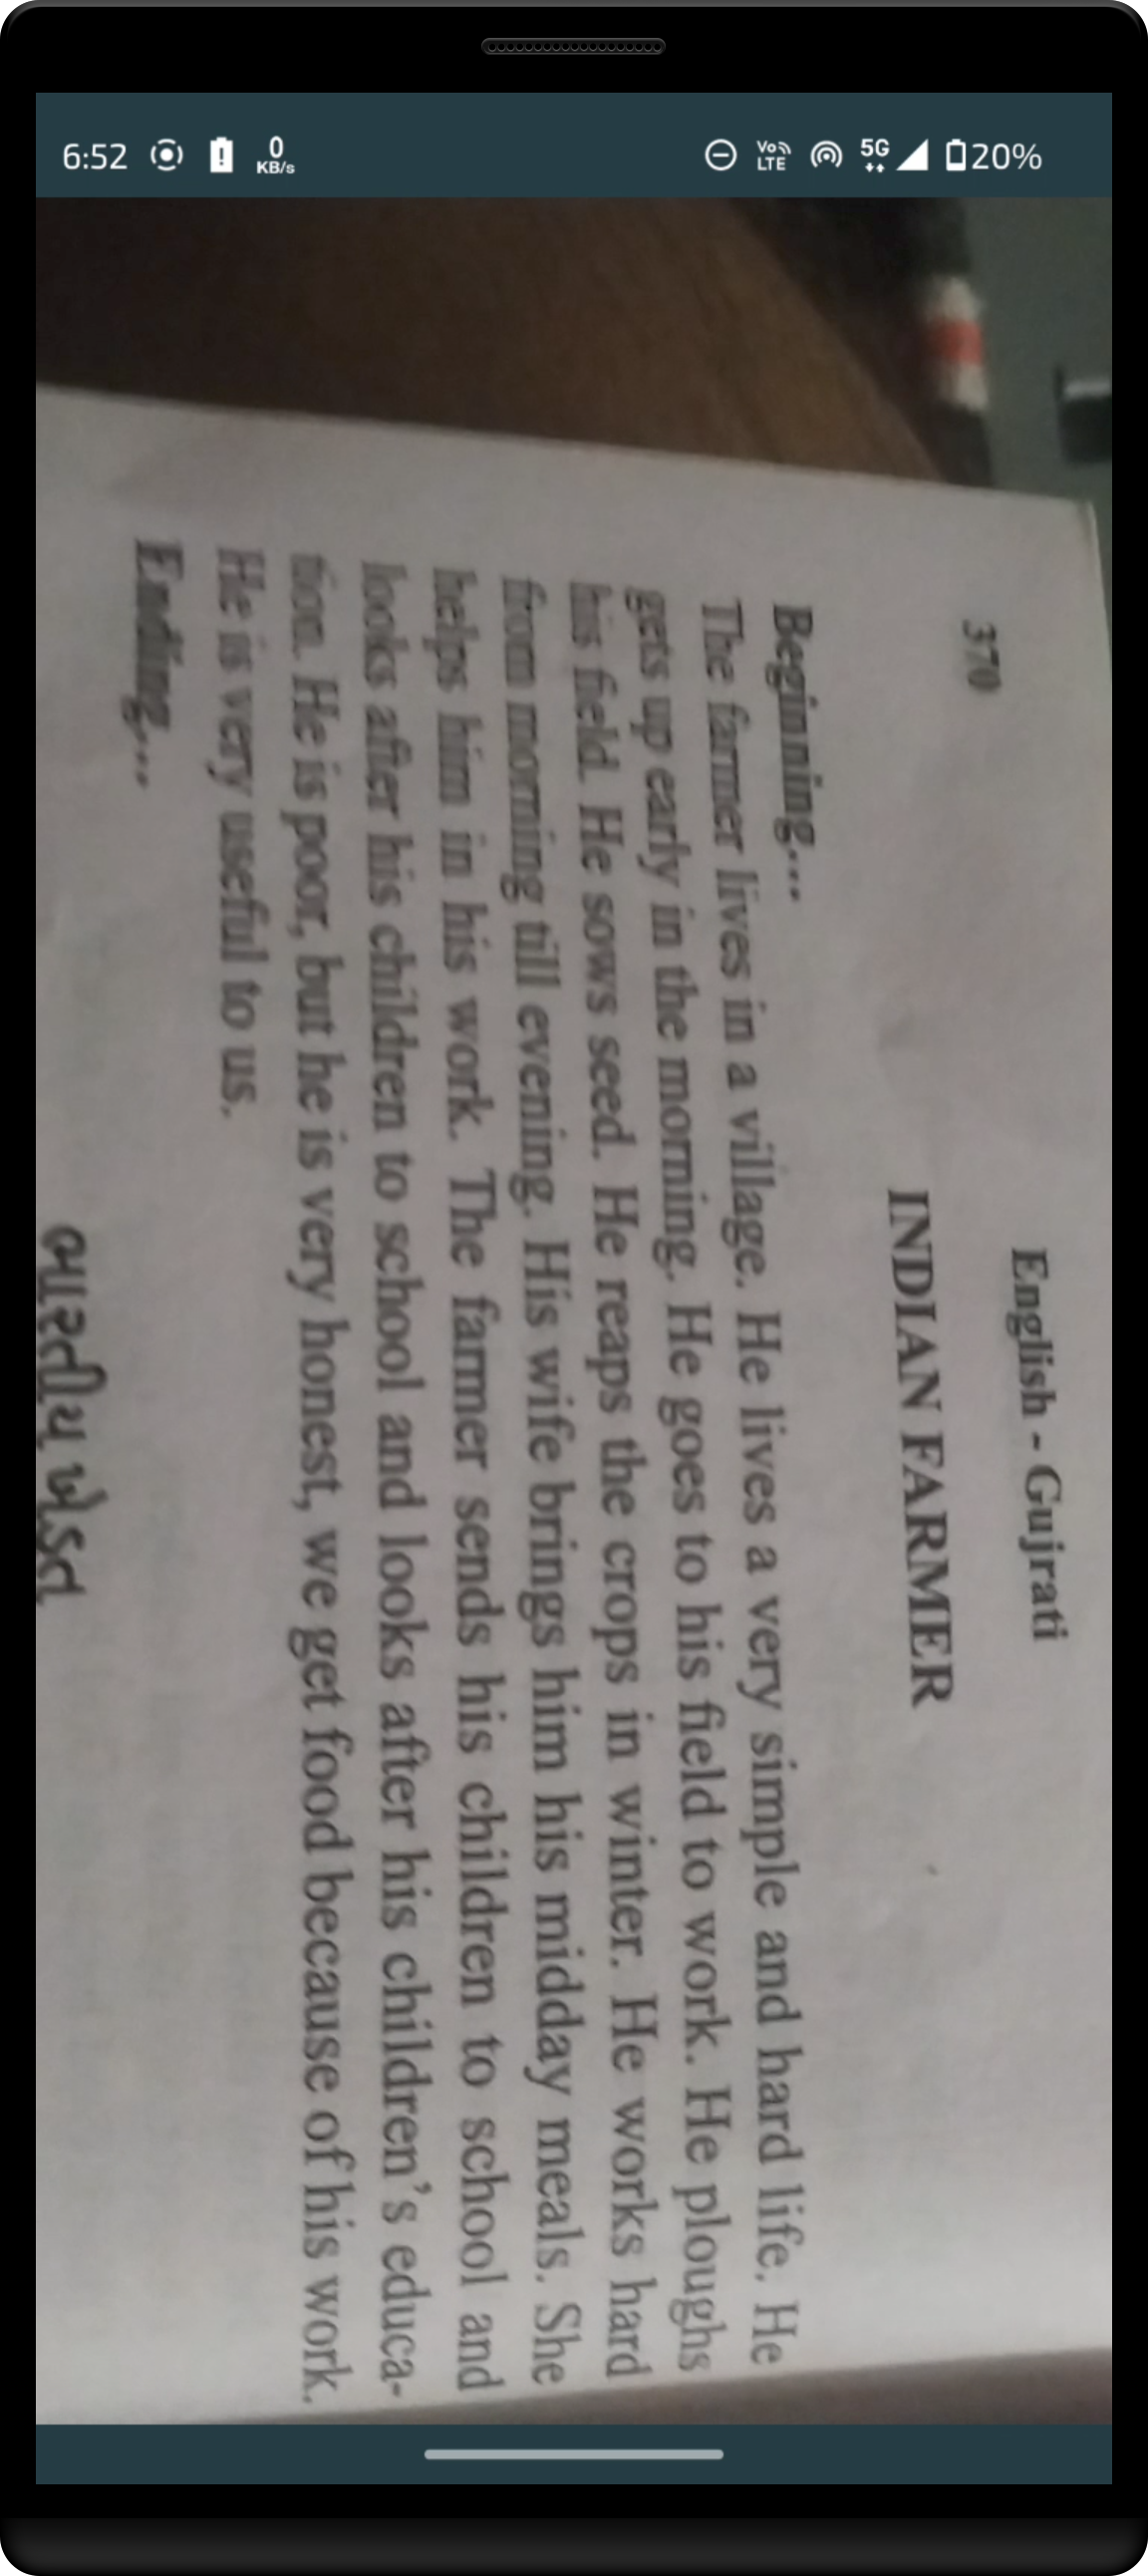 6:52
0
KB/s
Vo
LTE
5G
20%
370
English - Gujrati
INDIAN FARMER
Beginning...
The farmer lives in a village. He lives a very simple and hard life. He
gets up early in the morning. He goes to his field to work. He ploughs
his field. He sows seed. He reaps the crops in winter. He works hard
from morning till evening. His wife brings him his midday meals. She
helps him in his work. The farmer sends his children to school and
looks after his children to school and looks after his children's educa-
tion. He is poor, but he is very honest, we get food because of his work.
He is very useful to us.
Ending...
ભારતીય ખેડૂત